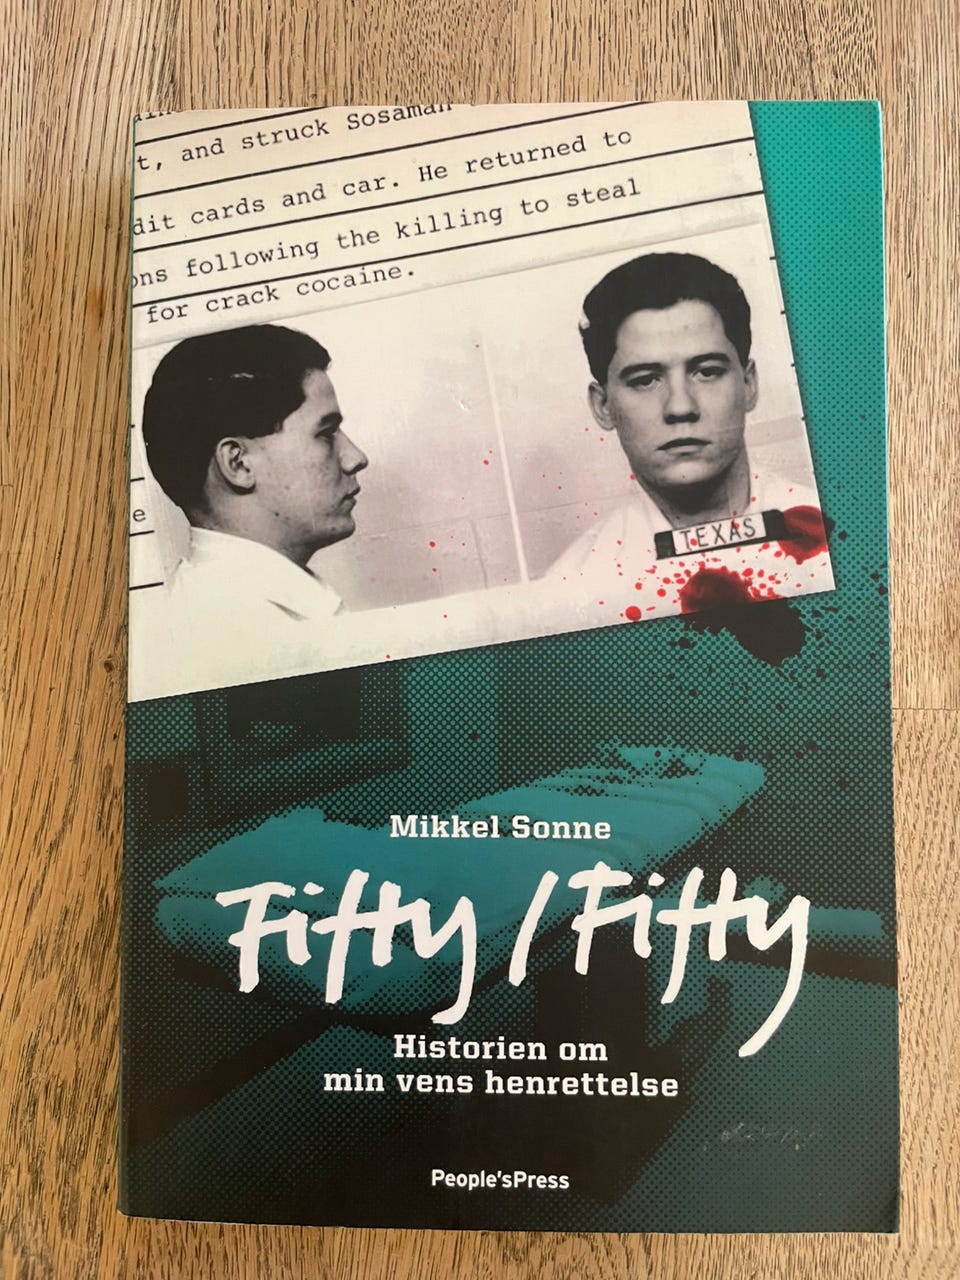 t, and struck Sosaman
dit cards and car. He returned to
ons following the killing to steal
for crack cocaine.
e
TEXAS
Mikkel Sonne
Fifty/Fifty
Historien om
min vens henrettelse
People'sPress